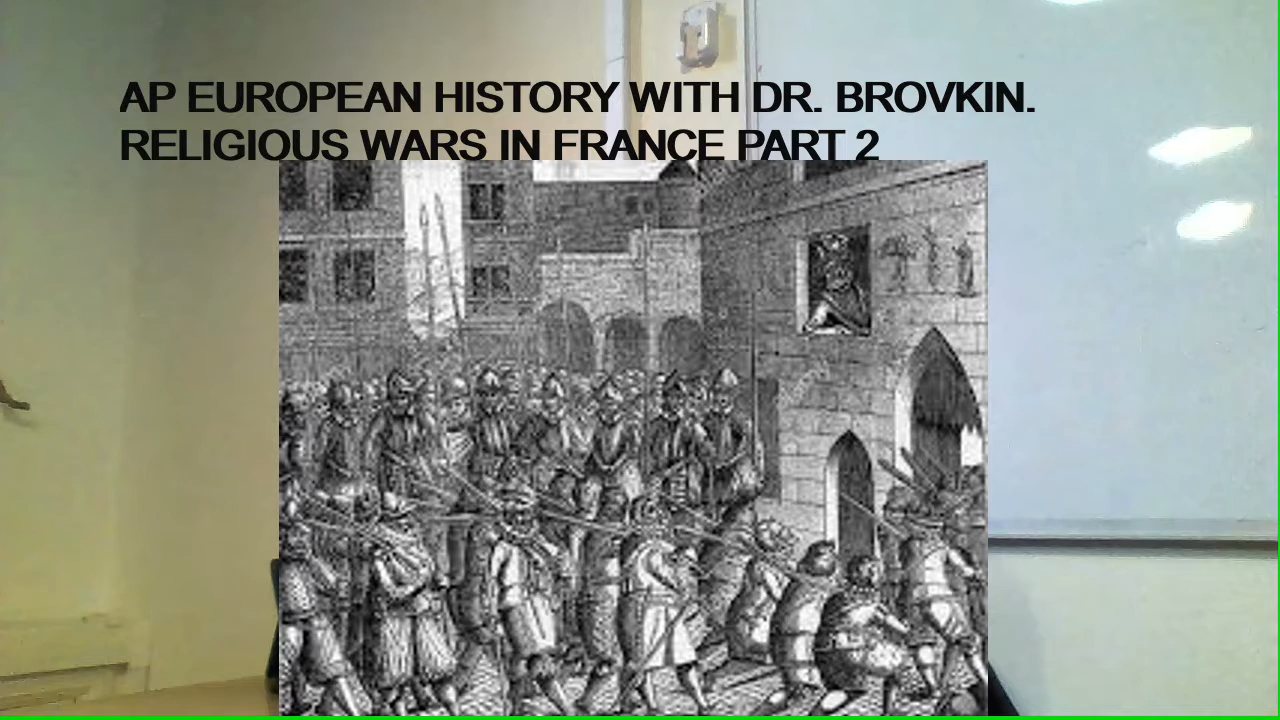 AP EUROPEAN HISTORY WITH DR. BROVKIN.
RELIGIOUS WARS IN FRANCE PART 2